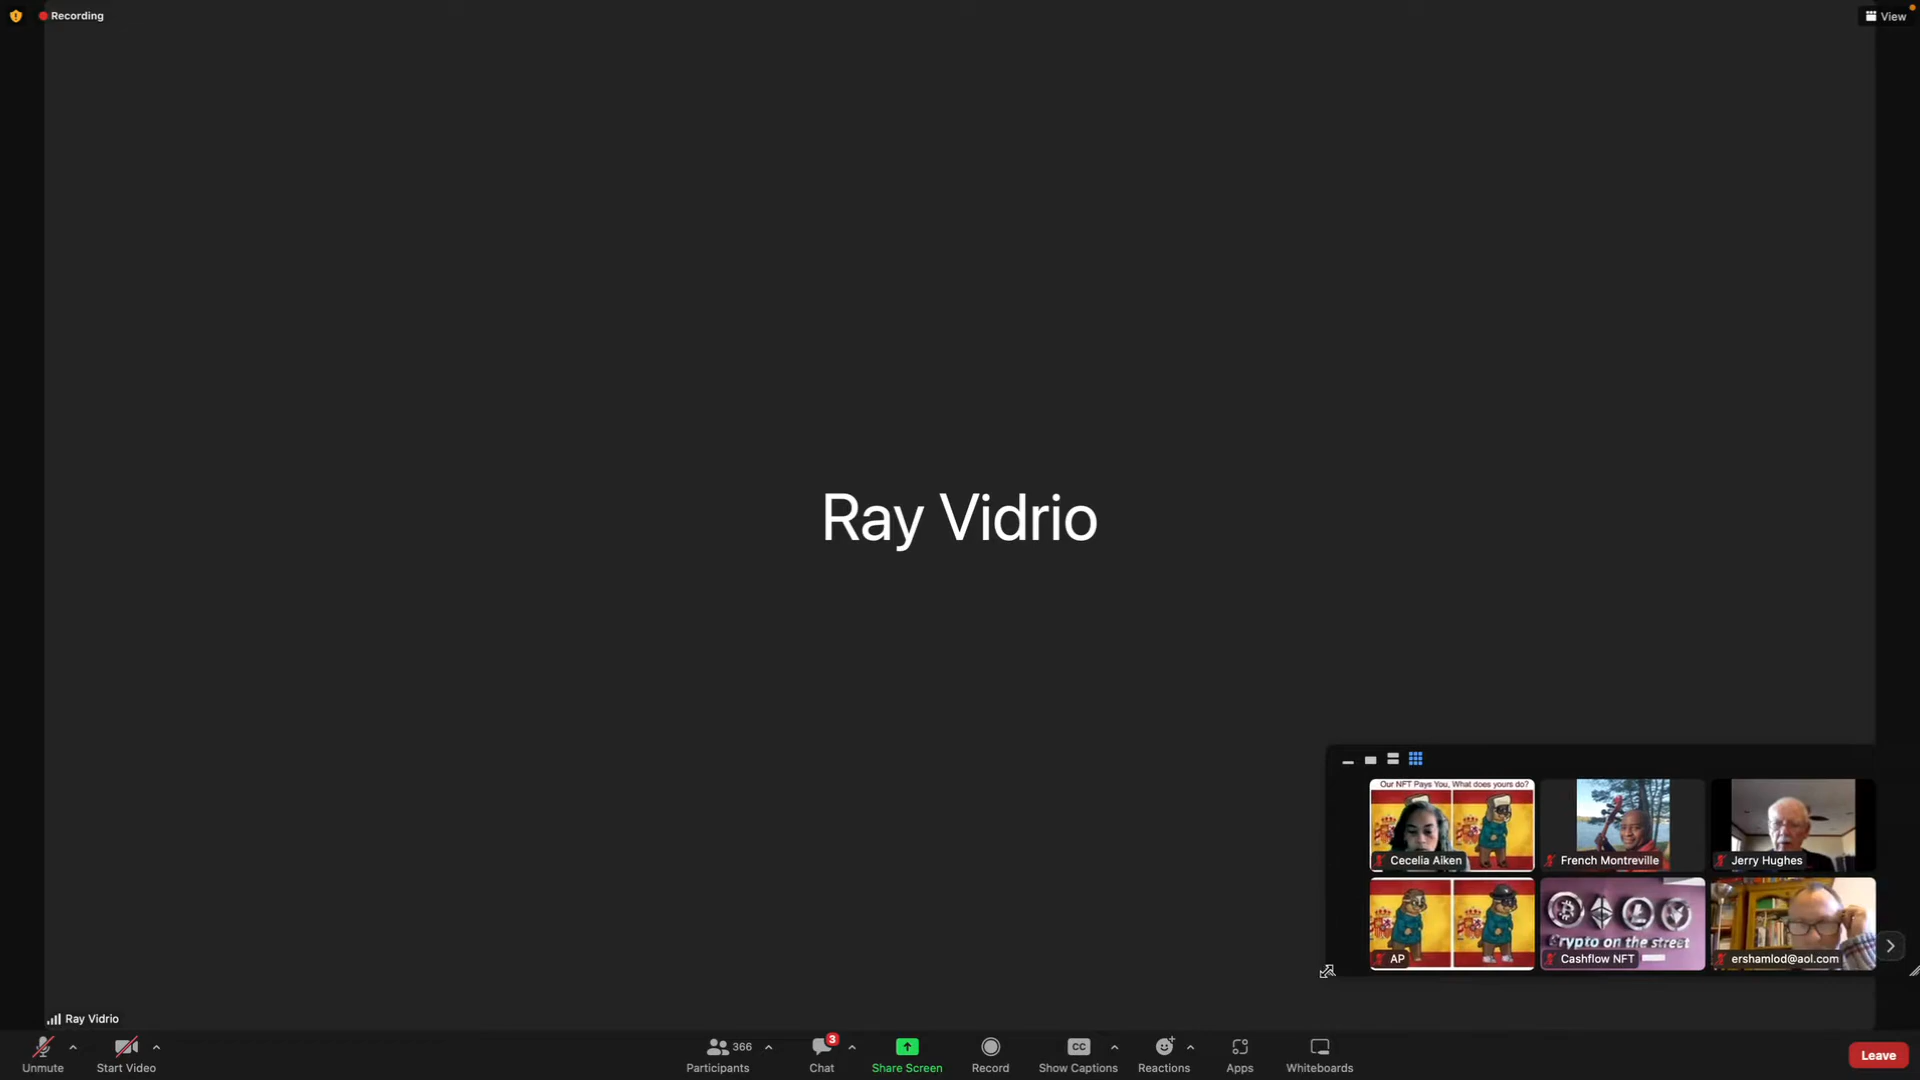 Recording
View
Ray Vidrio
Our NFT Pays You, What does yours do?
Cecelia Aiken
French Montreville
Jerry Hughes
Crypto on the street
AP
Cashflow NFT
ershamlod@aol.com
Ray Vidrio
Unmute
Start Video
366
Participants
3
Chat
Share Screen
Record
CC
Show Captions
Reactions
Apps
Whiteboards
Leave